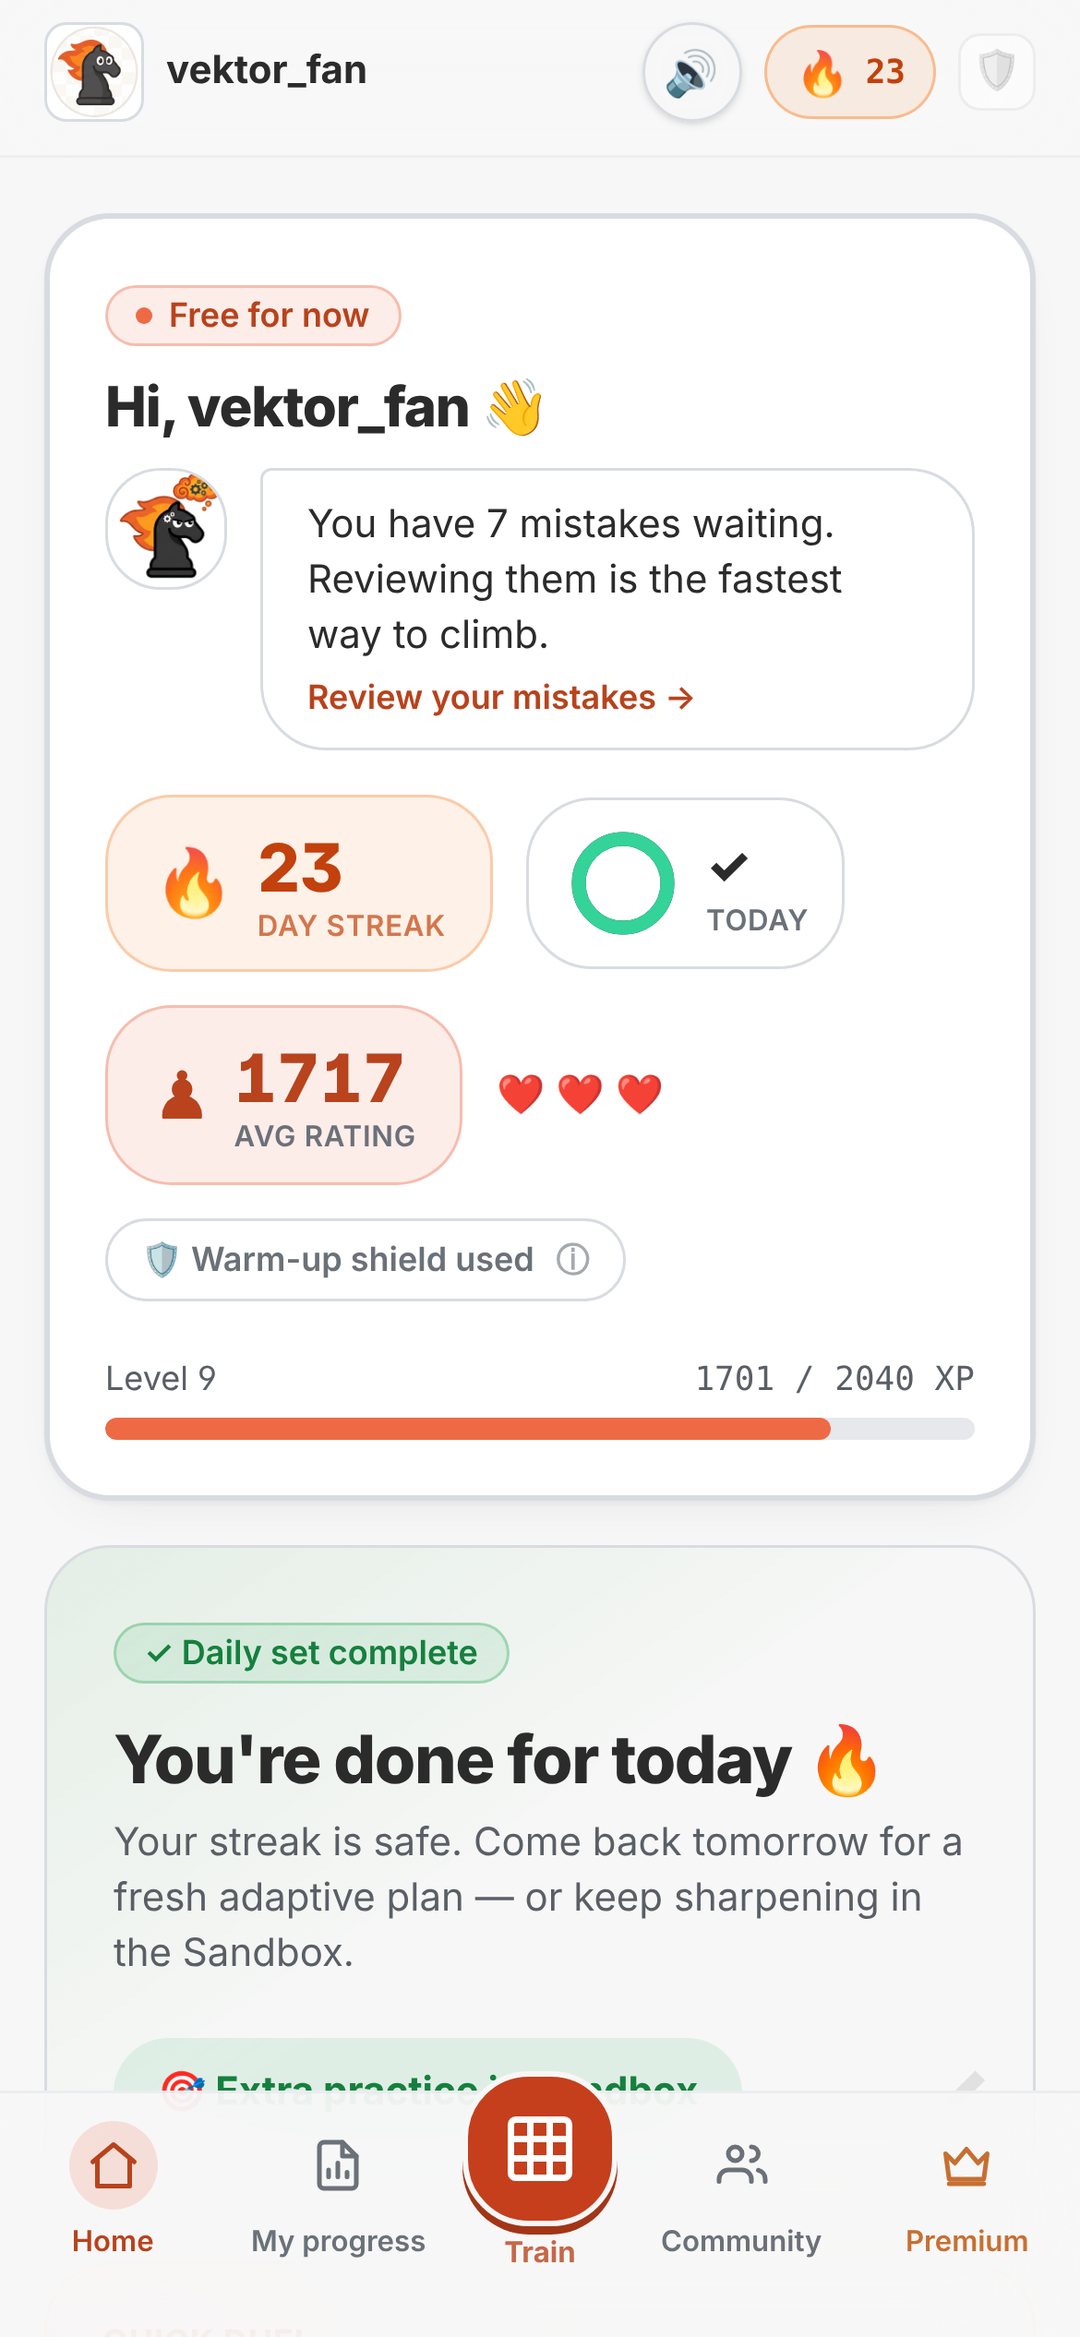 vektor_fan
23
Free for now
Hi, vektor_fan 👋
You have 7 mistakes waiting.
Reviewing them is the fastest
way to climb.
Review your mistakes →
23
DAY STREAK
✓
TODAY
1717
AVG RATING
Warm-up shield used ⓘ
Level 9
1701 / 2040 XP
✓ Daily set complete
You're done for today 🔥
Your streak is safe. Come back tomorrow for a
fresh adaptive plan — or keep sharpening in
the Sandbox.
Extra practice
Home
My progress
Train
Community
Premium